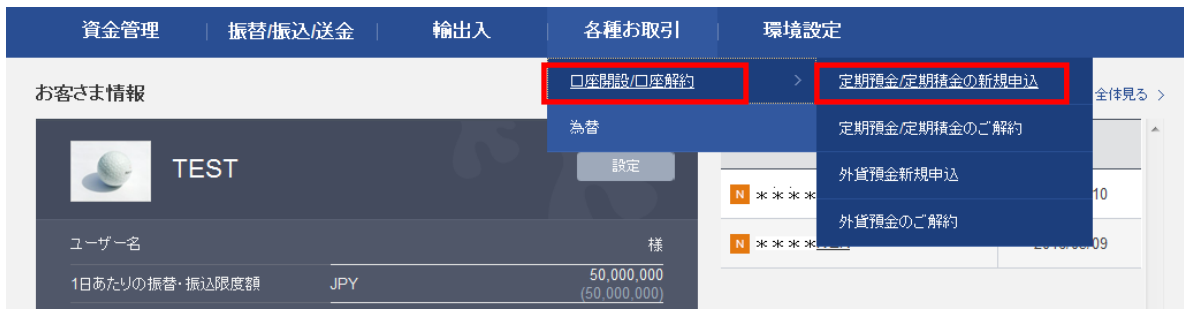 資金管理 振替/振込/送金 輸出入 各種お取引 環境設定
お客さま情報
口座開設/口座解約 >
為替
定期預金/定期積金の新規申込
定期預金/定期積金のご解約
外貨預金新規申込
外貨預金のご解約
全体見る >
TEST
設定
N ****
10
ユーザー名 様
N ****
09
1日あたりの振替・振込限度額 JPY 50,000,000
(50,000,000)